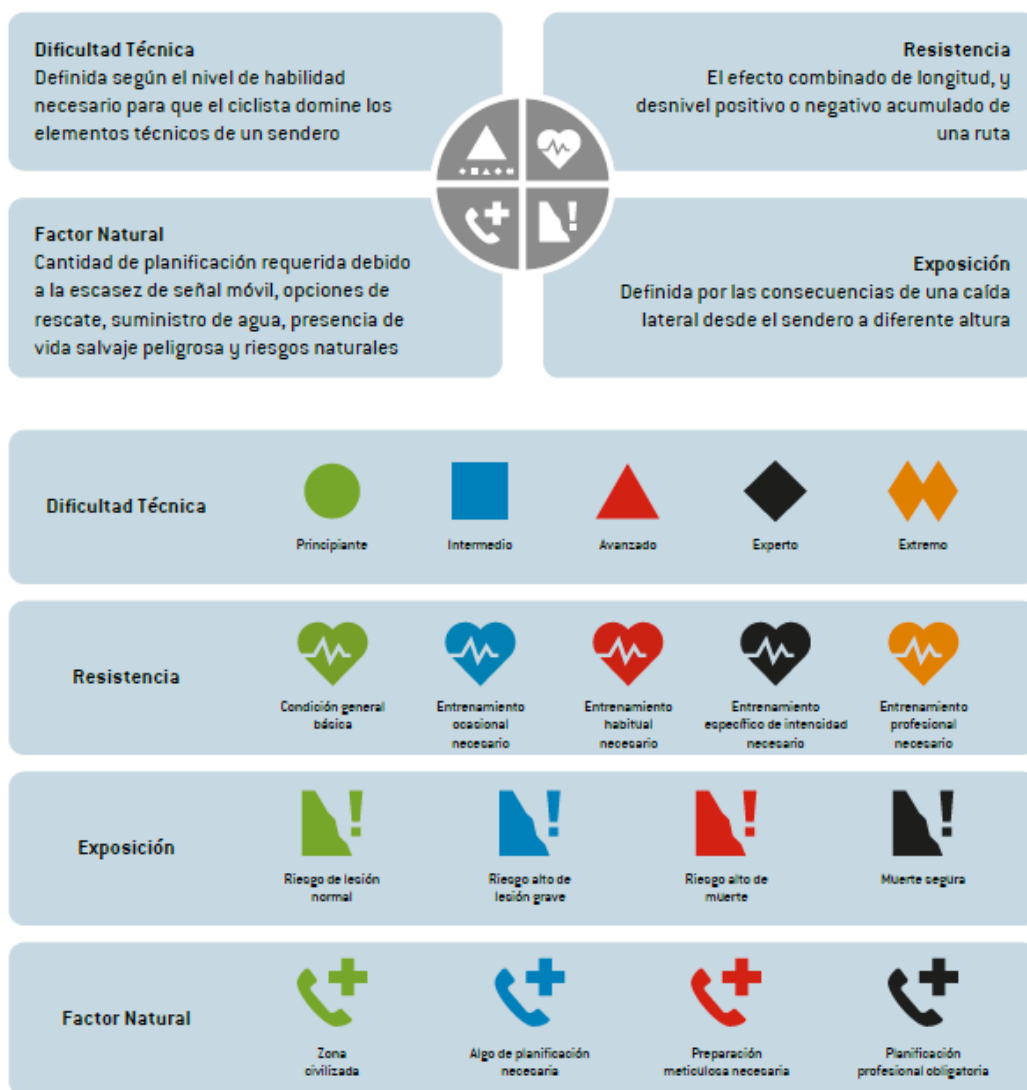 Dificultad Técnica
Definida según el nivel de habilidad
necesario para que el ciclista domine los
elementos técnicos de un sendero
Resistencia
El efecto combinado de longitud, y
desnivel positivo o negativo acumulado de
una ruta
Factor Natural
Cantidad de planificación requerida debido
a la escasez de señal móvil, opciones de
rescate, suministro de agua, presencia de
vida salvaje peligrosa y riesgos naturales
Exposición
Definida por las consecuencias de una caída
lateral desde el sendero a diferente altura
Dificultad Técnica
Principiante
Intermedio
Avanzado
Experto
Extremo
Resistencia
Condición general
básica
Entrenamiento
ocasional
necesario
Entrenamiento
habitual
necesario
Entrenamiento
específico de intensidad
necesario
Entrenamiento
profesional
necesario
Exposición
Riesgo de lesión
normal
Riesgo alto de
lesión grave
Riesgo alto de
muerte
Muerte segura
Factor Natural
Zona
civilizada
Algo de planificación
necesaria
Preparación
meticulosa necesaria
Planificación
profesional obligatoria